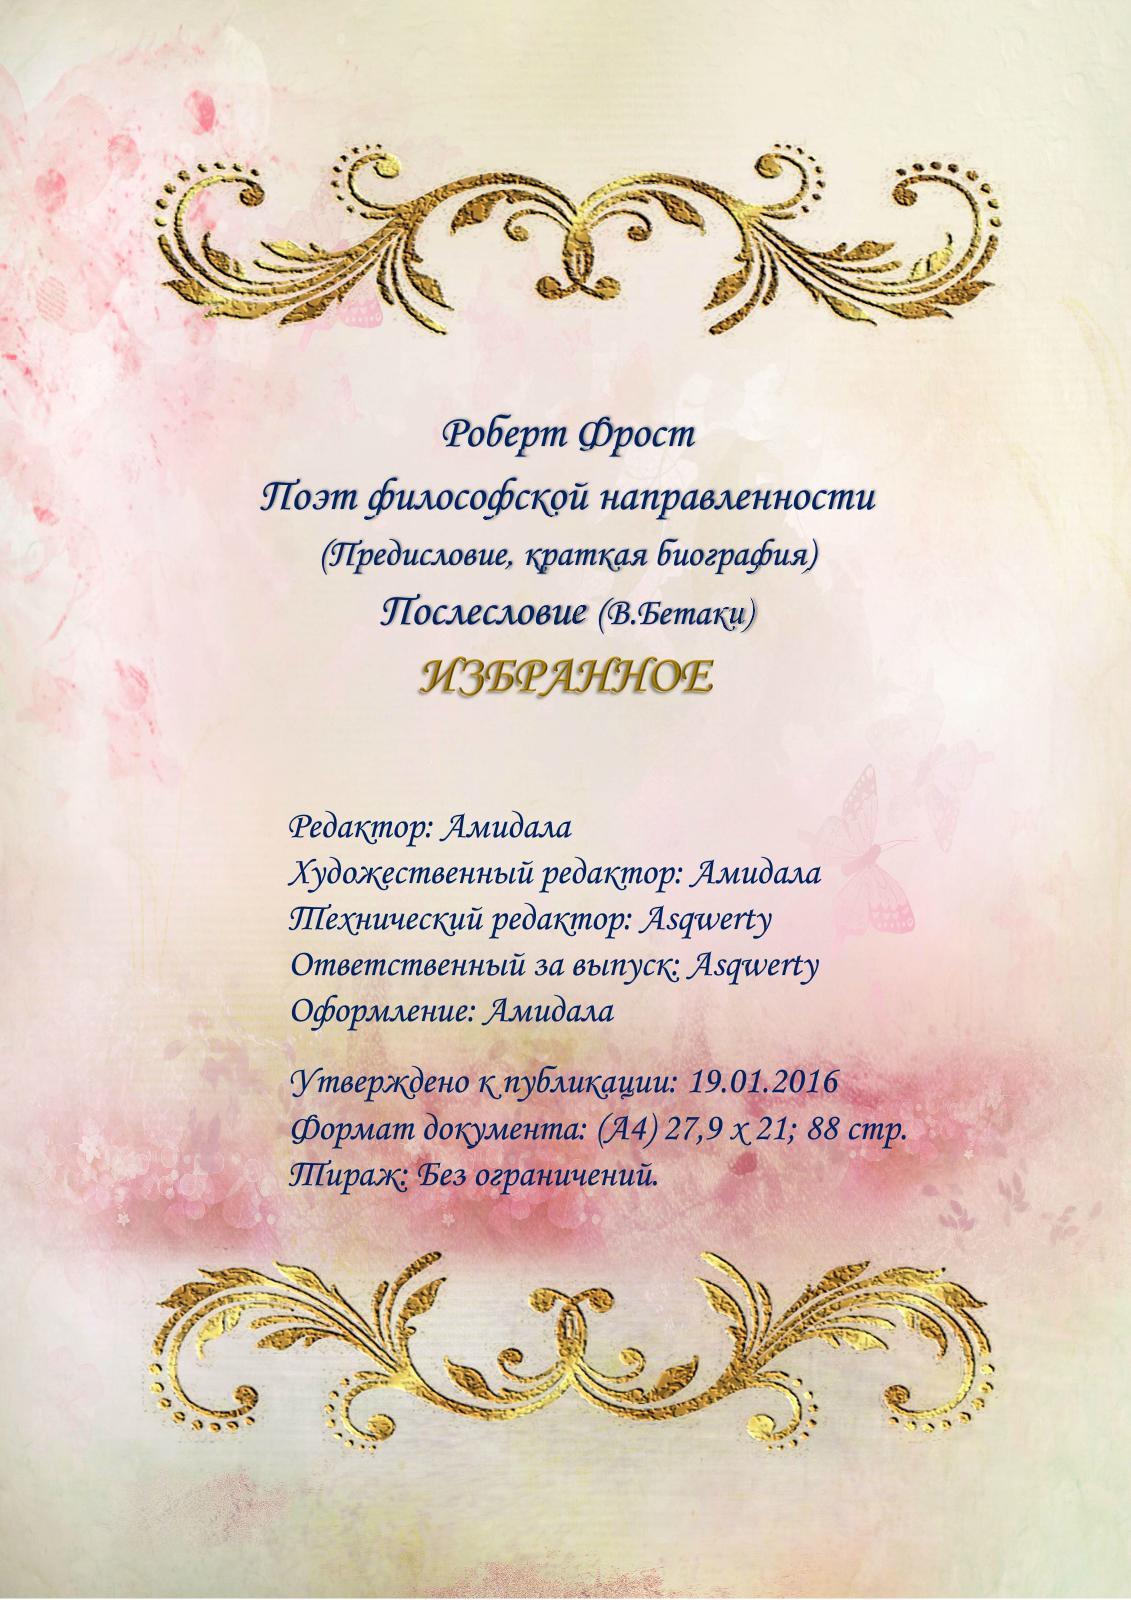 Роберт Фрост
Поэт философской направленности
(Предисловие, краткая биография)
Послесловие (В.Бетаки)
ИЗБРАННОЕ
Редактор: Амидала
Художественный редактор: Амидала
Технический редактор: Asqwerty
Ответственный за выпуск: Asqwerty
Оформление: Амидала
Утверждено к публикации: 19.01.2016
Формат документа: (А4) 27,9 х 21; 88 стр.
Тираж: Без ограничений.